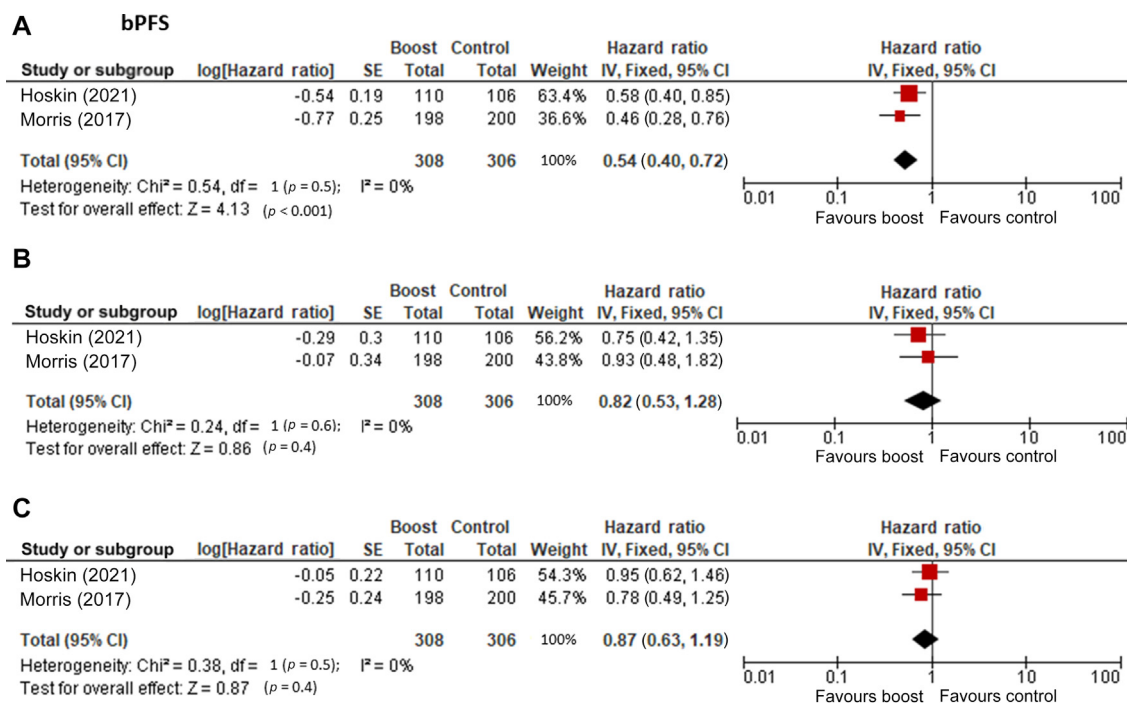 A bPFS
Boost Control Hazard ratio Hazard ratio
Study or subgroup log[Hazard ratio] SE Total Total Weight IV, Fixed, 95% CI IV, Fixed, 95% CI
Hoskin (2021) -0.54 0.19 110 106 63.4% 0.58 (0.40, 0.85)
Morris (2017) -0.77 0.25 198 200 36.6% 0.46 (0.28, 0.76)
Total (95% CI) 308 306 100% 0.54 (0.40, 0.72)
Heterogeneity: Chi² = 0.54, df = 1 (p = 0.5); I² = 0%
Test for overall effect: Z = 4.13 (p < 0.001)
0.01 0.1 1 10 100
Favours boost Favours control
B
Boost Control Hazard ratio Hazard ratio
Study or subgroup log[Hazard ratio] SE Total Total Weight IV, Fixed, 95% CI IV, Fixed, 95% CI
Hoskin (2021) -0.29 0.3 110 106 56.2% 0.75 (0.42, 1.35)
Morris (2017) -0.07 0.34 198 200 43.8% 0.93 (0.48, 1.82)
Total (95% CI) 308 306 100% 0.82 (0.53, 1.28)
Heterogeneity: Chi² = 0.24, df = 1 (p = 0.6); I² = 0%
Test for overall effect: Z = 0.86 (p = 0.4)
0.01 0.1 1 10 100
Favours boost Favours control
C
Boost Control Hazard ratio Hazard ratio
Study or subgroup log[Hazard ratio] SE Total Total Weight IV, Fixed, 95% CI IV, Fixed, 95% CI
Hoskin (2021) -0.05 0.22 110 106 54.3% 0.95 (0.62, 1.46)
Morris (2017) -0.25 0.24 198 200 45.7% 0.78 (0.49, 1.25)
Total (95% CI) 308 306 100% 0.87 (0.63, 1.19)
Heterogeneity: Chi² = 0.38, df = 1 (p = 0.5); I² = 0%
Test for overall effect: Z = 0.87 (p = 0.4)
0.01 0.1 1 10 100
Favours boost Favours control